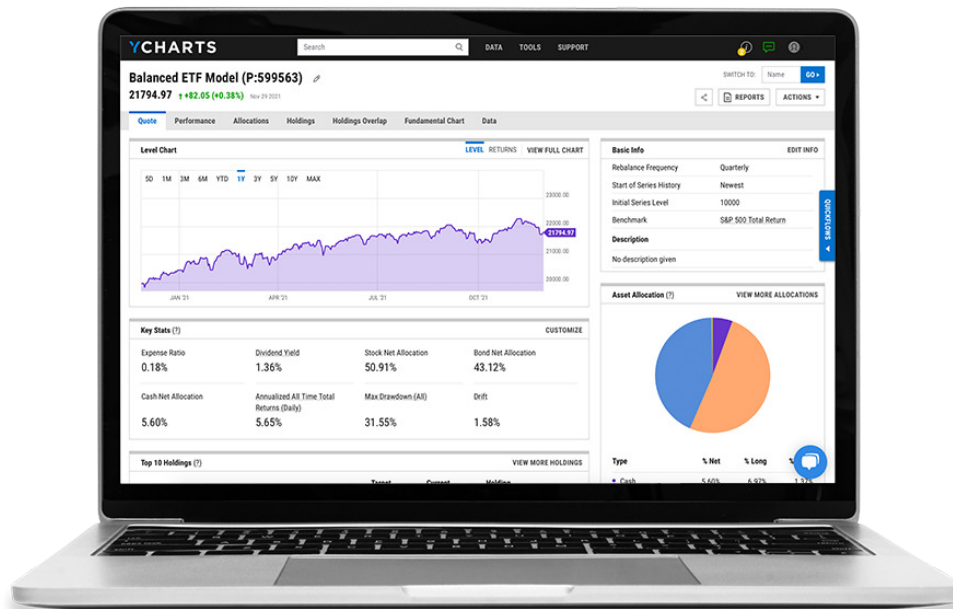 YCHARTS
Search
DATA TOOLS SUPPORT
Balanced ETF Model (P:599563)
SWITCH TO: Name GO
21794.97 ↑ +82.05 (+0.38%) Nov 29 2021
REPORTS ACTIONS
Quote Performance Allocations Holdings Holdings Overlap Fundamental Chart Data
Level Chart LEVEL RETURNS VIEW FULL CHART
5D 1M 3M 6M YTD 1Y 3Y 5Y 10Y MAX
23000.00
22000.00
21794.97
21000.00
20000.00
JAN '21 APR '21 JUL '21 OCT '21
Basic Info EDIT INFO
Rebalance Frequency Quarterly
Start of Series History Newest
Initial Series Level 10000
Benchmark S&P 500 Total Return
Description
No description given
QUICKFLOWS
Key Stats (?) CUSTOMIZE
Expense Ratio Dividend Yield Stock Net Allocation Bond Net Allocation
0.18% 1.36% 50.91% 43.12%
Cash Net Allocation Annualized All Time Total Max Drawdown (All) Drift
Returns (Daily)
5.60% 5.65% 31.55% 1.58%
Asset Allocation (?) VIEW MORE ALLOCATIONS
Type % Net % Long %
Cash 5.60% 6.97% 1.37%
Top 10 Holdings (?) VIEW MORE HOLDINGS
Target Current Holding